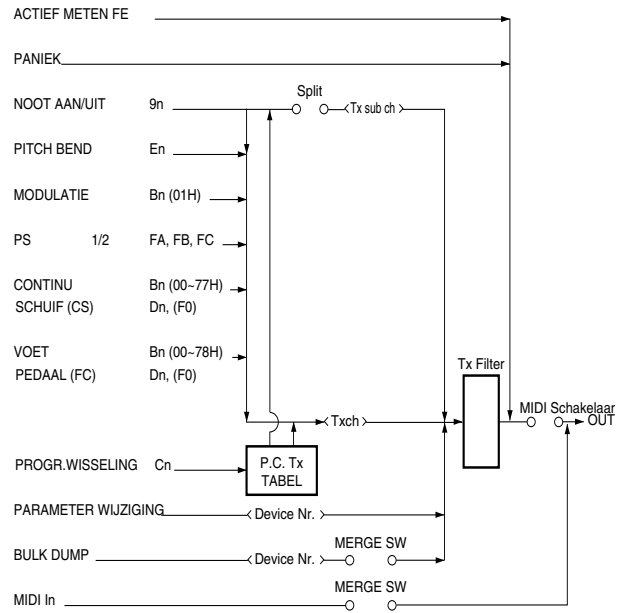 ACTIEF METEN FE
PANIEK
NOOT AAN/UIT 9n Split Tx sub ch
PITCH BEND En
MODULATIE Bn (01H)
PS 1/2 FA, FB, FC
CONTINU Bn (00~77H)
SCHUIF (CS) Dn, (F0)
VOET Bn (00~78H)
PEDAAL (FC) Dn, (F0)
Tx Filter
MIDI Schakelaar
Txch OUT
PROGR.WISSELING Cn P.C. Tx
TABEL
PARAMETER WIJZIGING Device Nr.
MERGE SW
BULK DUMP Device Nr.
MERGE SW
MIDI In